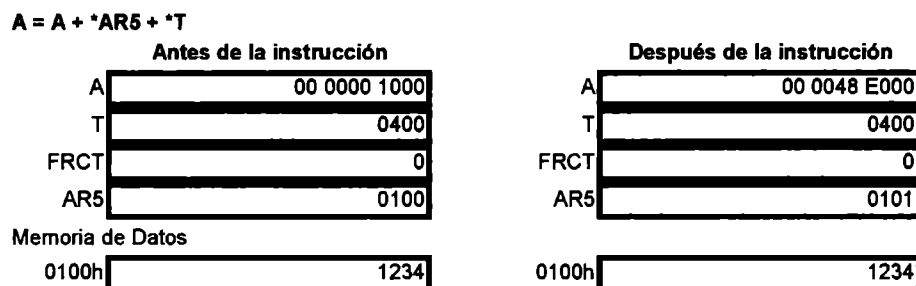 A = A + *AR5 + *T
Antes de la instrucción Después de la instrucción
A 00 0000 1000 A 00 0048 E000
T 0400 T 0400
FRCT 0 FRCT 0
AR5 0100 AR5 0101
Memoria de Datos
0100h 1234 0100h 1234